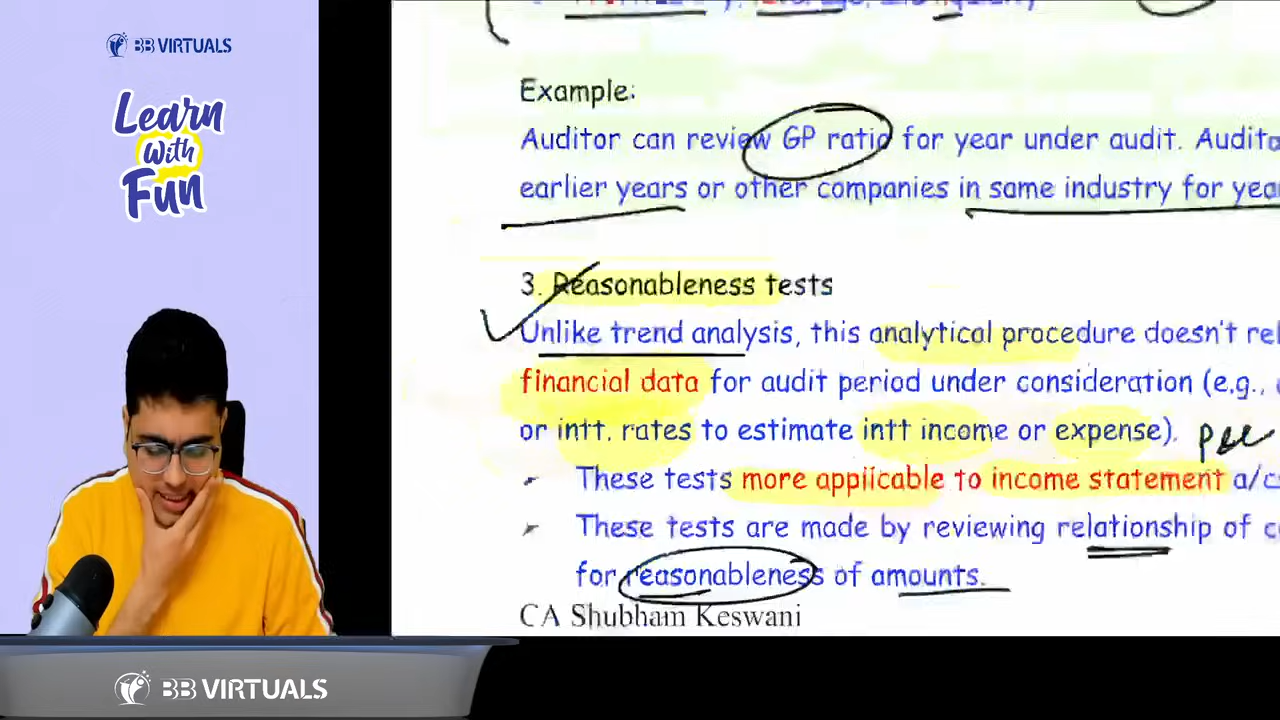 BB VIRTUALS
Learn
With
Fun
Example:
Auditor can review GP ratio for year under audit.
earlier years or other companies in same industry for
3. Reasonableness tests
Unlike trend analysis, this analytical procedure doesn't
financial data for audit period under consideration (e.g.,
or intt. rates to estimate intt income or expense).
These tests more applicable to income statement a/c
These tests are made by reviewing relationship of
for reasonableness of amounts.
CA Shubham Keswani
BB VIRTUALS